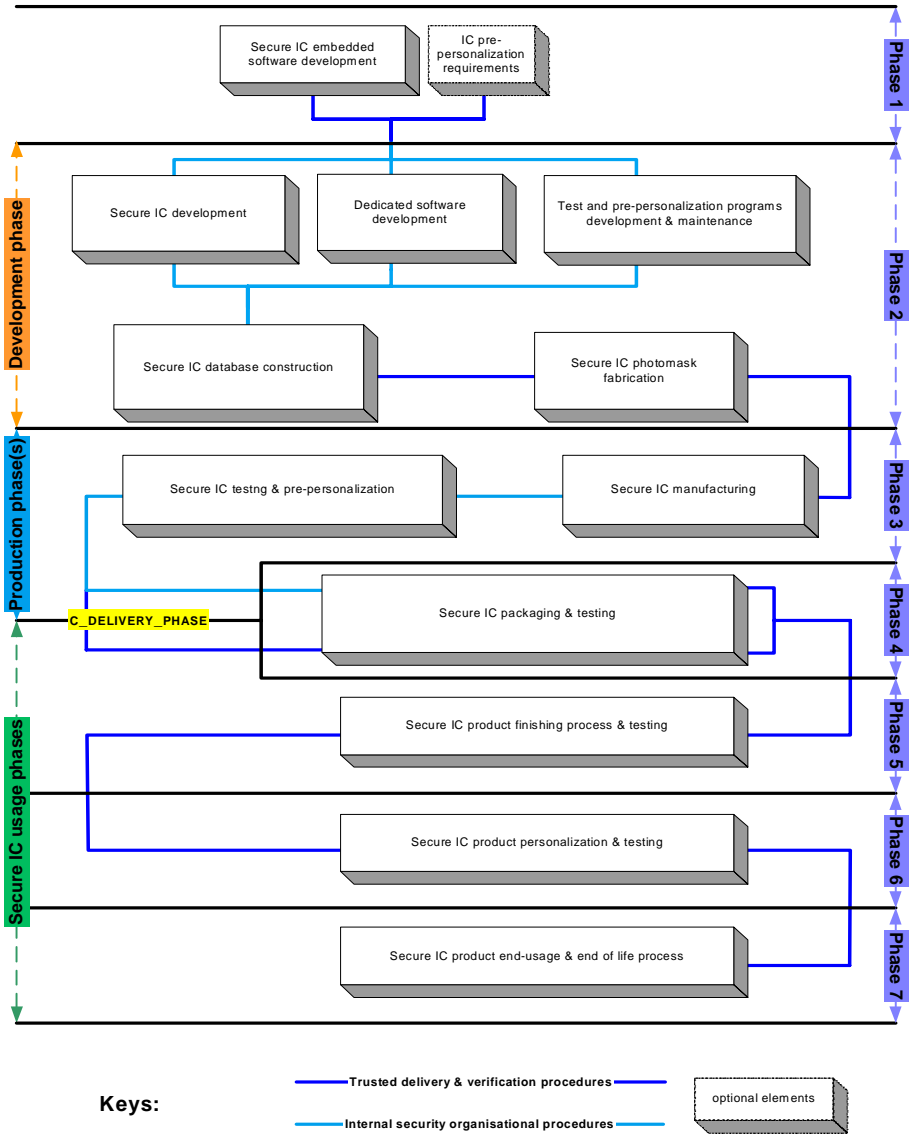 Secure IC embedded
software development
IC pre-
personalization
requirements
Phase 1
Development phase
Secure IC development
Dedicated software
development
Test and pre-personalization programs
development & maintenance
Phase 2
Secure IC database construction
Secure IC photomask
fabrication
Production phase(s)
Secure IC testng & pre-personalization
Secure IC manufacturing
Phase 3
C_DELIVERY_PHASE
Secure IC packaging & testing
Phase 4
Secure IC usage phases
Secure IC product finishing process & testing
Phase 5
Secure IC product personalization & testing
Phase 6
Secure IC product end-usage & end of life process
Phase 7
Keys:
Trusted delivery & verification procedures
Internal security organisational procedures
optional elements